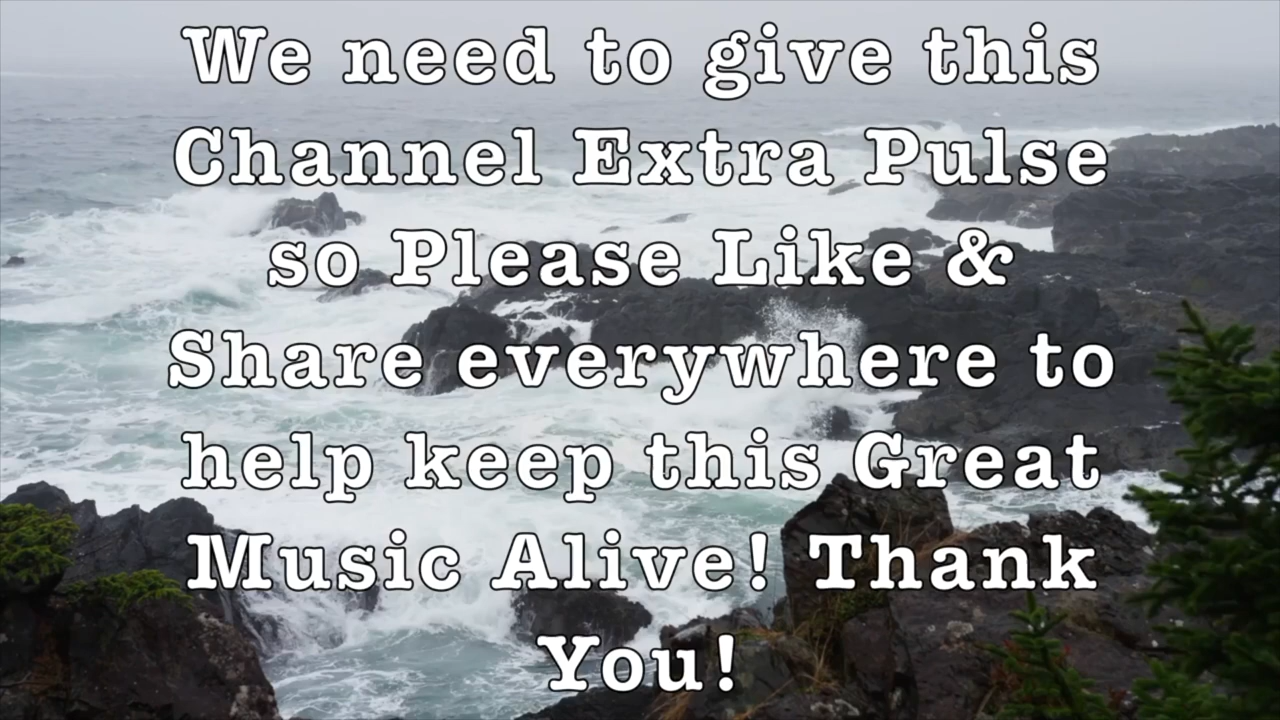 We need to give this
Channel Extra Pulse
so Please Like &
Share everywhere to
help keep this Great
Music Alive! Thank
You!